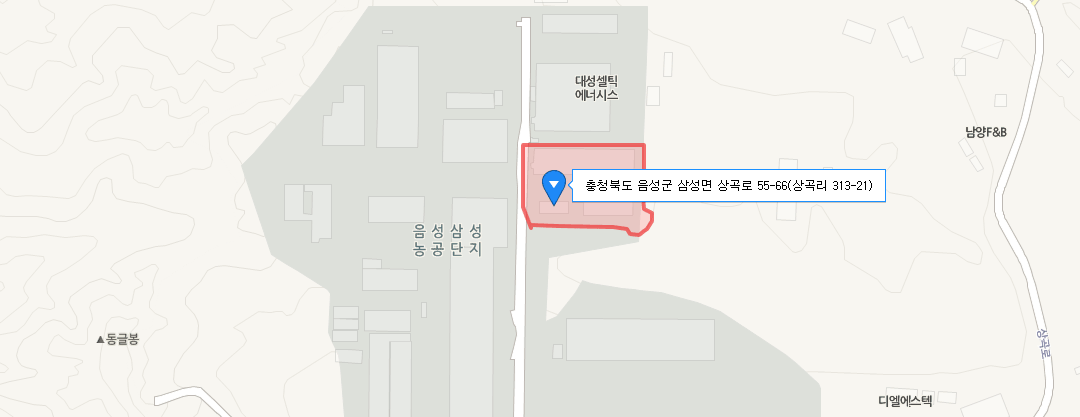 대성셀틱
에너시스
남양F&B
충청북도 음성군 삼성면 상곡로 55-66(상곡리 313-21)
음성삼성
농공단지
▲동글봉
상곡로
디엘에스텍